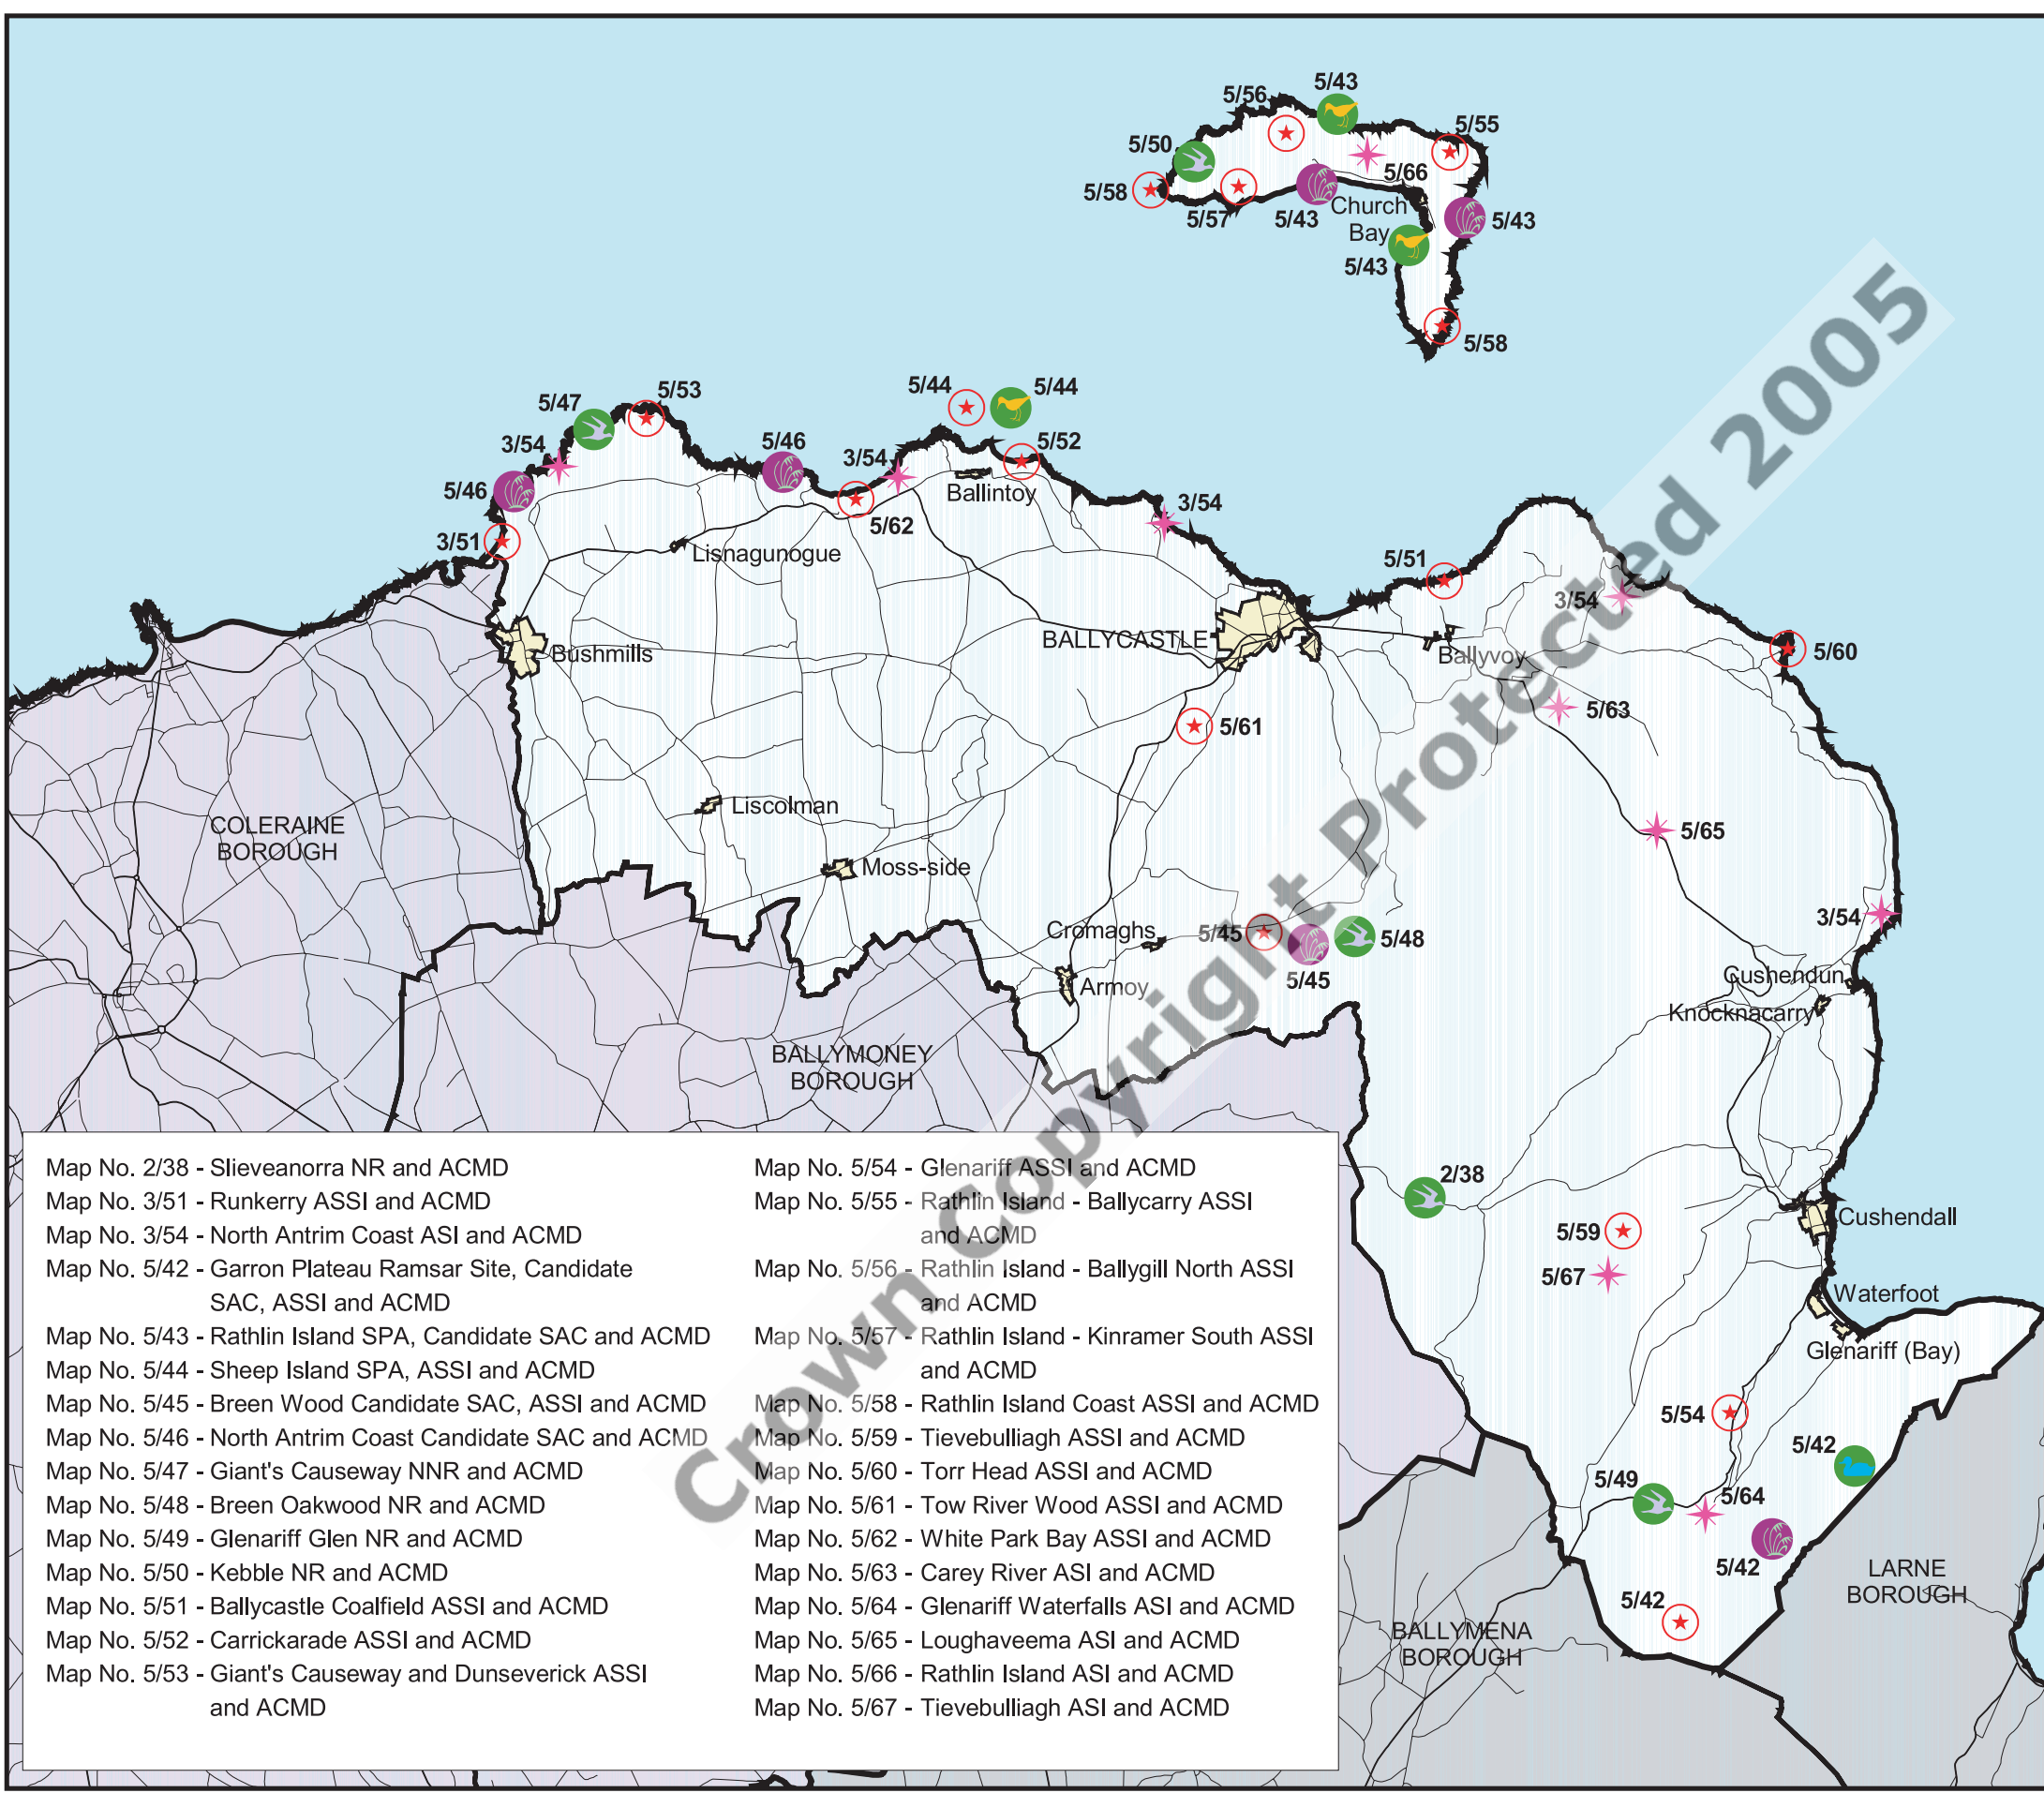 5/43
5/56
5/55
5/50
5/66
5/58
5/57
5/43
Church
Bay
5/43
5/43
5/58
5/53
5/44
5/44
5/47
3/54
5/46
3/54
5/52
5/46
Ballintoy
3/54
5/62
3/51
Lisnagunogue
5/51
3/54
BALLYCASTLE
Bushmills
Ballyvoy
5/60
5/63
5/61
Liscolman
COLERAINE
BOROUGH
5/65
Moss-side
3/54
Cromaghs
5/45
5/48
5/45
Armoy
Cushendun
Knocknacarry
BALLYMONEY
BOROUGH
2/38
Cushendall
5/59
5/67
Waterfoot
Glenariff (Bay)
5/54
5/42
5/49
5/64
5/42
5/42
LARNE
BOROUGH
BALLYMENA
BOROUGH
Map No. 2/38 - Slieveanorra NR and ACMD
Map No. 3/51 - Runkerry ASSI and ACMD
Map No. 3/54 - North Antrim Coast ASI and ACMD
Map No. 5/42 - Garron Plateau Ramsar Site, Candidate
SAC, ASSI and ACMD
Map No. 5/43 - Rathlin Island SPA, Candidate SAC and ACMD
Map No. 5/44 - Sheep Island SPA, ASSI and ACMD
Map No. 5/45 - Breen Wood Candidate SAC, ASSI and ACMD
Map No. 5/46 - North Antrim Coast Candidate SAC and ACMD
Map No. 5/47 - Giant's Causeway NNR and ACMD
Map No. 5/48 - Breen Oakwood NR and ACMD
Map No. 5/49 - Glenariff Glen NR and ACMD
Map No. 5/50 - Kebble NR and ACMD
Map No. 5/51 - Ballycastle Coalfield ASSI and ACMD
Map No. 5/52 - Carrickarade ASSI and ACMD
Map No. 5/53 - Giant's Causeway and Dunseverick ASSI
and ACMD
Map No. 5/54 - Glenariff ASSI and ACMD
Map No. 5/55 - Rathlin Island - Ballycarry ASSI
and ACMD
Map No. 5/56 - Rathlin Island - Ballygill North ASSI
and ACMD
Map No. 5/57 - Rathlin Island - Kinramer South ASSI
and ACMD
Map No. 5/58 - Rathlin Island Coast ASSI and ACMD
Map No. 5/59 - Tievebulliagh ASSI and ACMD
Map No. 5/60 - Torr Head ASSI and ACMD
Map No. 5/61 - Tow River Wood ASSI and ACMD
Map No. 5/62 - White Park Bay ASSI and ACMD
Map No. 5/63 - Carey River ASI and ACMD
Map No. 5/64 - Glenariff Waterfalls ASI and ACMD
Map No. 5/65 - Loughaveema ASI and ACMD
Map No. 5/66 - Rathlin Island ASI and ACMD
Map No. 5/67 - Tievebulliagh ASI and ACMD
Crown Copyright Protected 2005